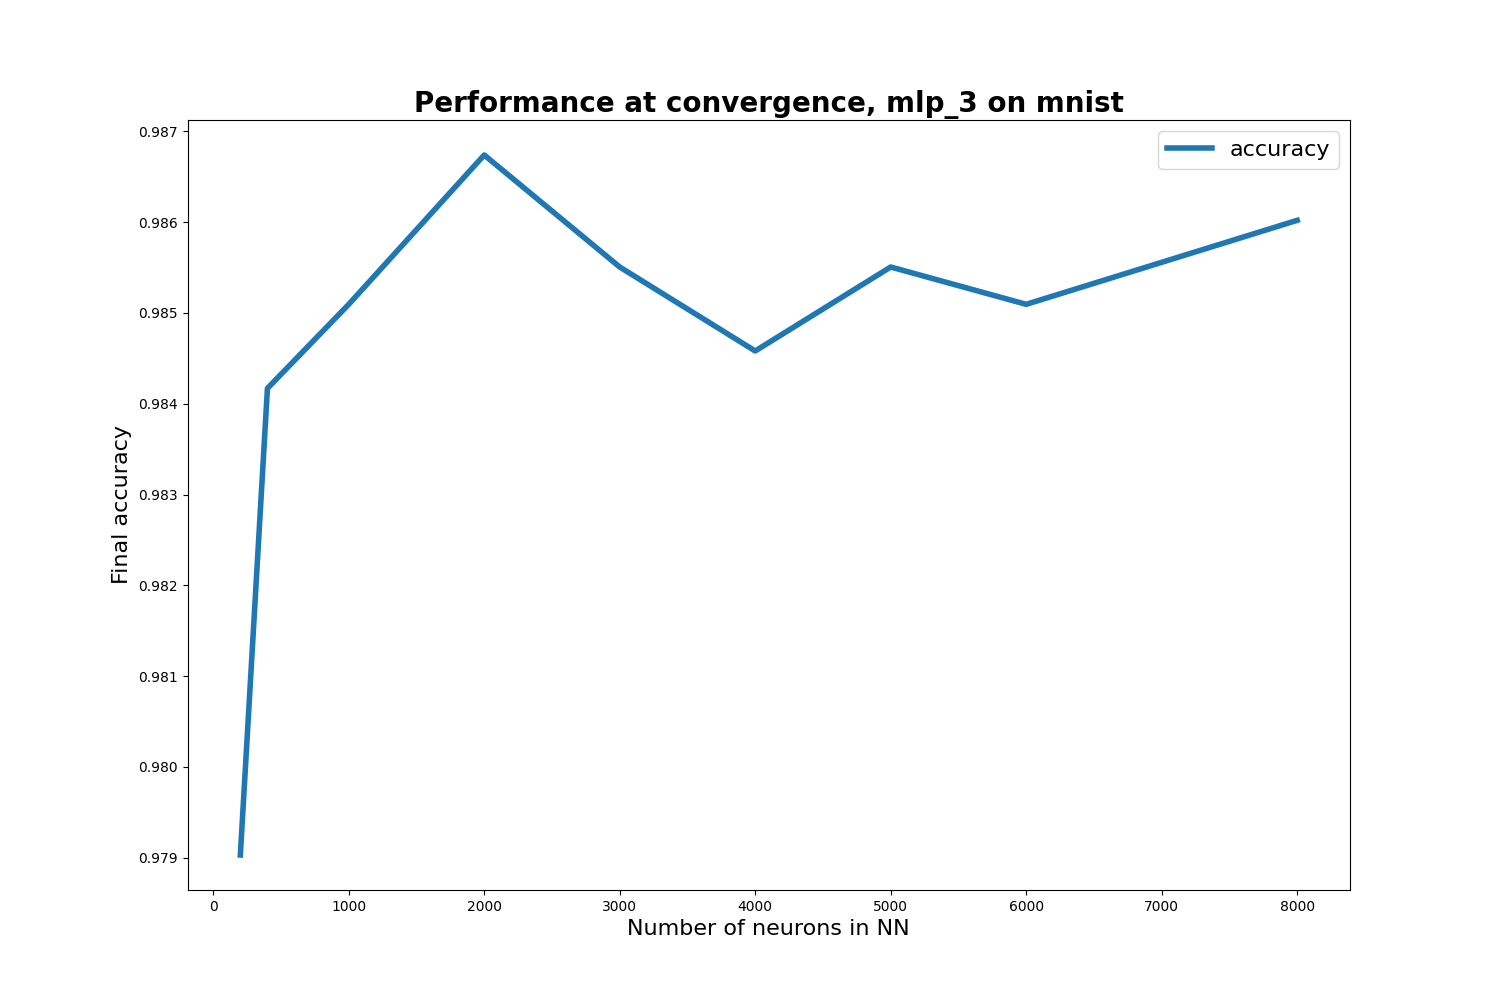 Performance at convergence, mlp_3 on mnist
accuracy
0.987
0.986
0.985
0.984
0.983
0.982
0.981
0.980
0.979
Final accuracy
0 1000 2000 3000 4000 5000 6000 7000 8000
Number of neurons in NN